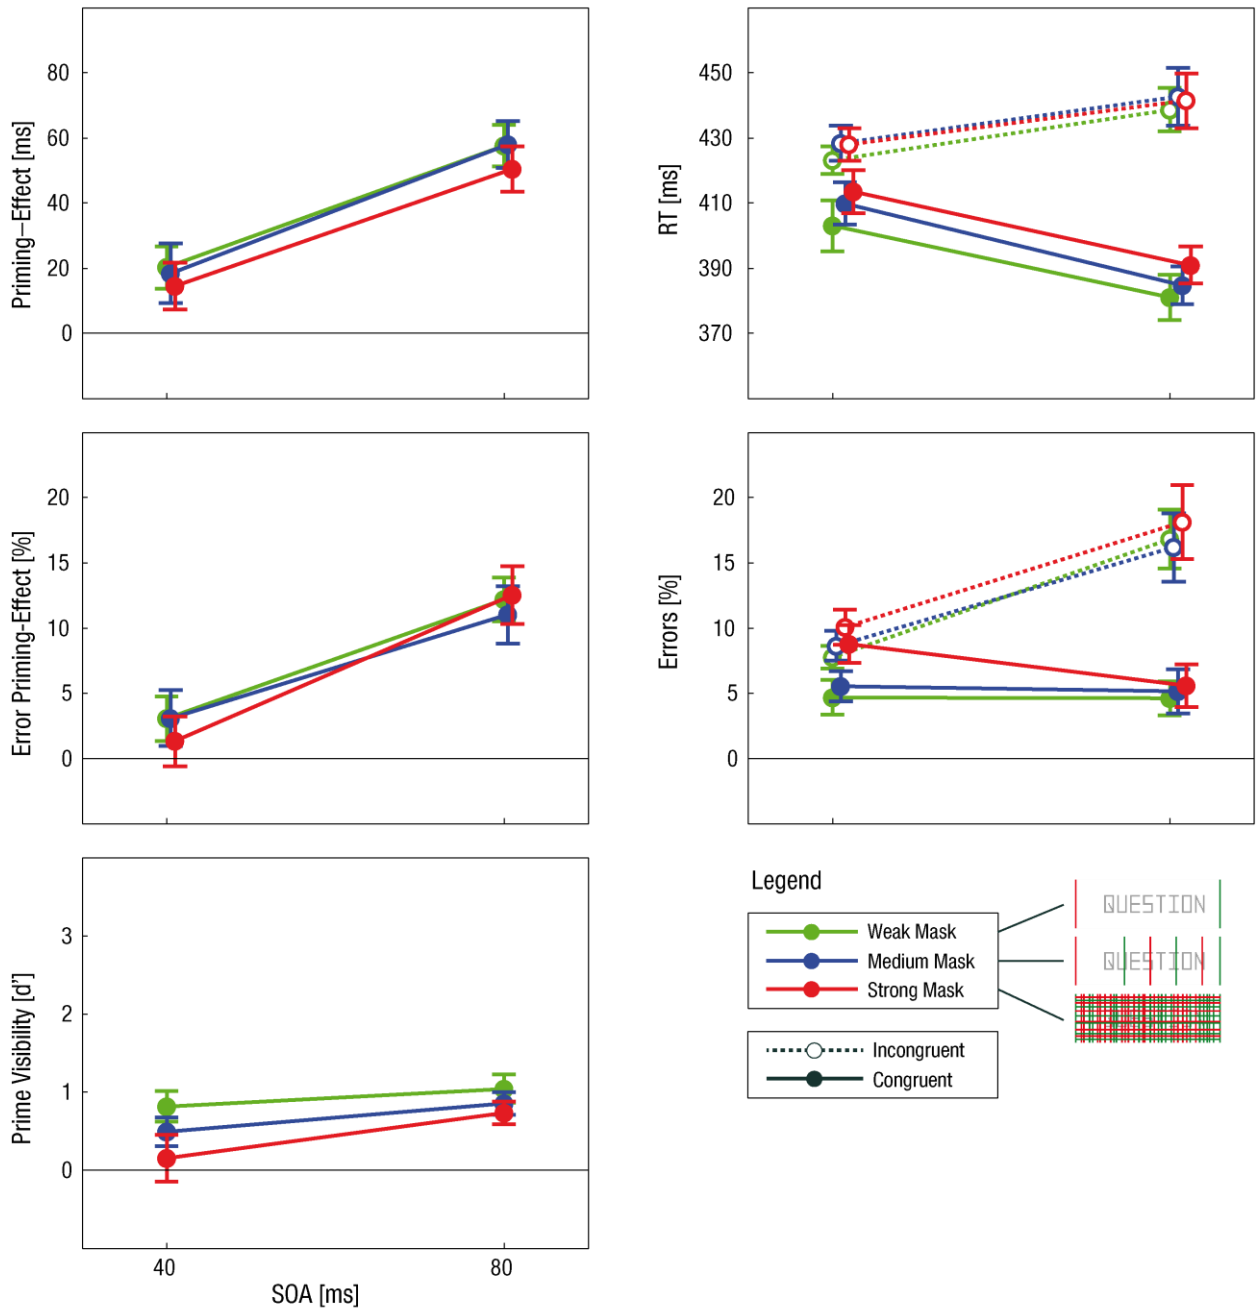 Priming–Effect [ms]
80
60
40
20
0
RT [ms]
450
430
410
390
370
Error Priming-Effect [%]
20
15
10
5
0
Errors [%]
20
15
10
5
0
Prime Visibility [d']
3
2
1
0
40 80
SOA [ms]
Legend
Weak Mask
Medium Mask
Strong Mask
Incongruent
Congruent
QUESTION
QUESTION